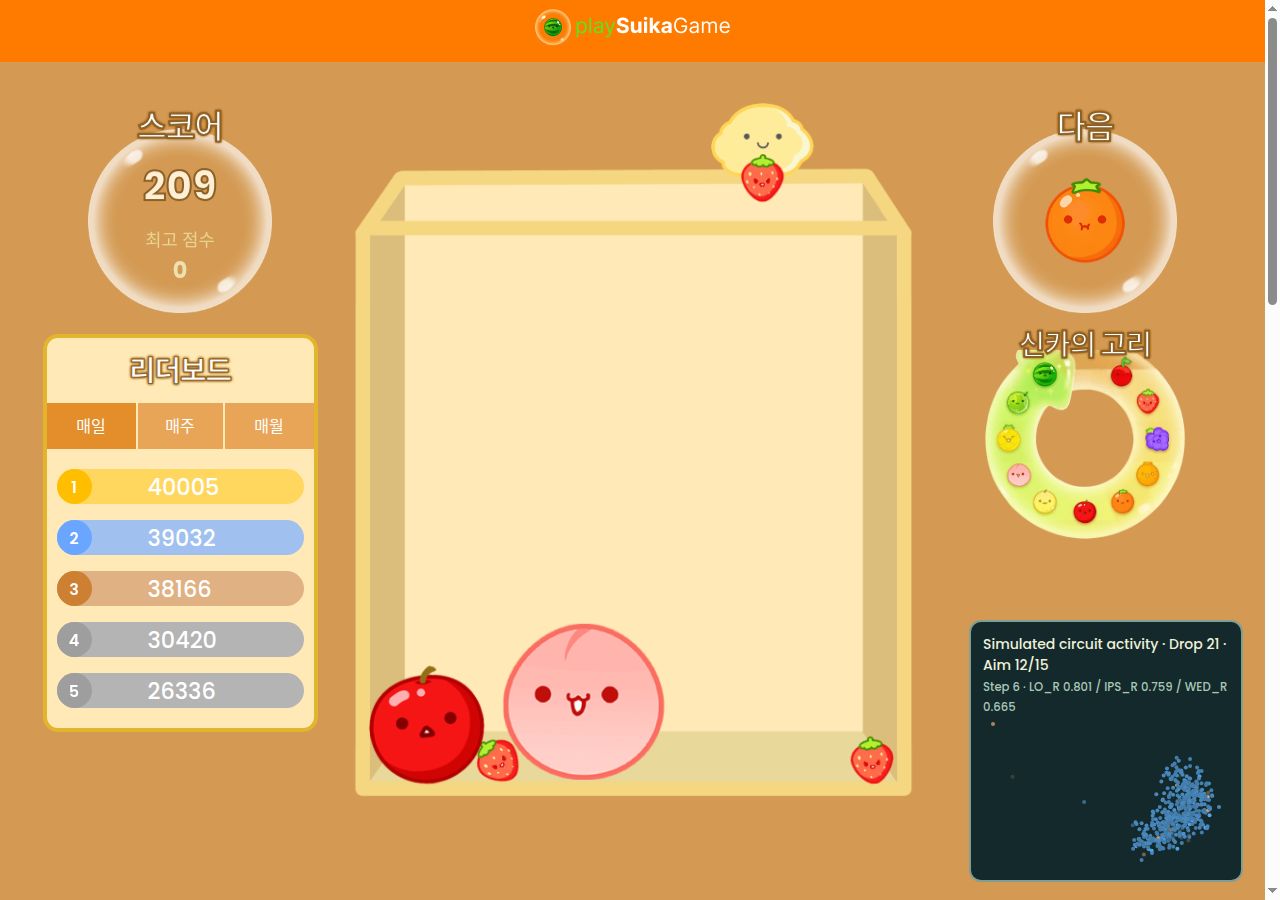 playSuikaGame
스코어
209
최고 점수
0
다음
신카의 고리
리더보드
매일 매주 매월
1 40005
2 39032
3 38166
4 30420
5 26336
Simulated circuit activity · Drop 21 ·
Aim 12/15
Step 6 · LO_R 0.801 / IPS_R 0.759 / WED_R
0.665